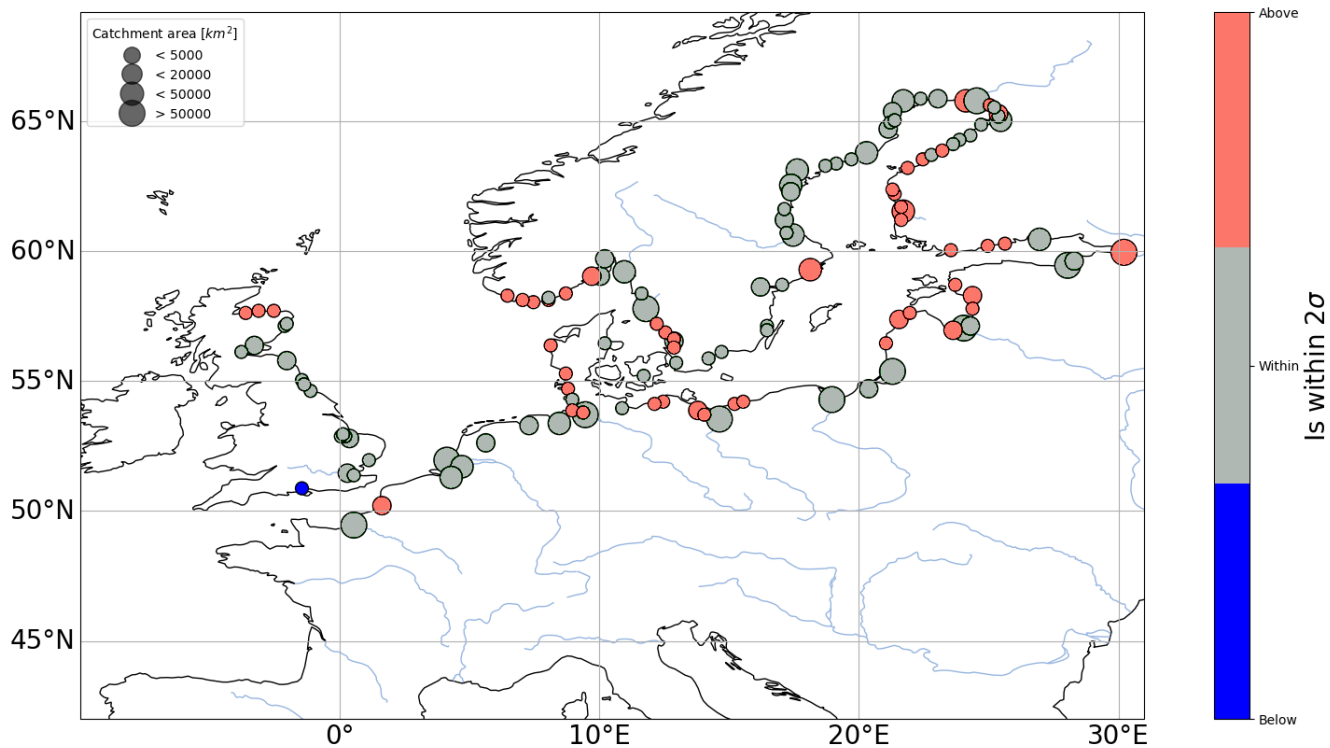 Catchment area [km²]
< 5000
< 20000
< 50000
> 50000
65°N
60°N
55°N
50°N
45°N
0°
10°E
20°E
30°E
Above
Within
Below
Is within 2σ